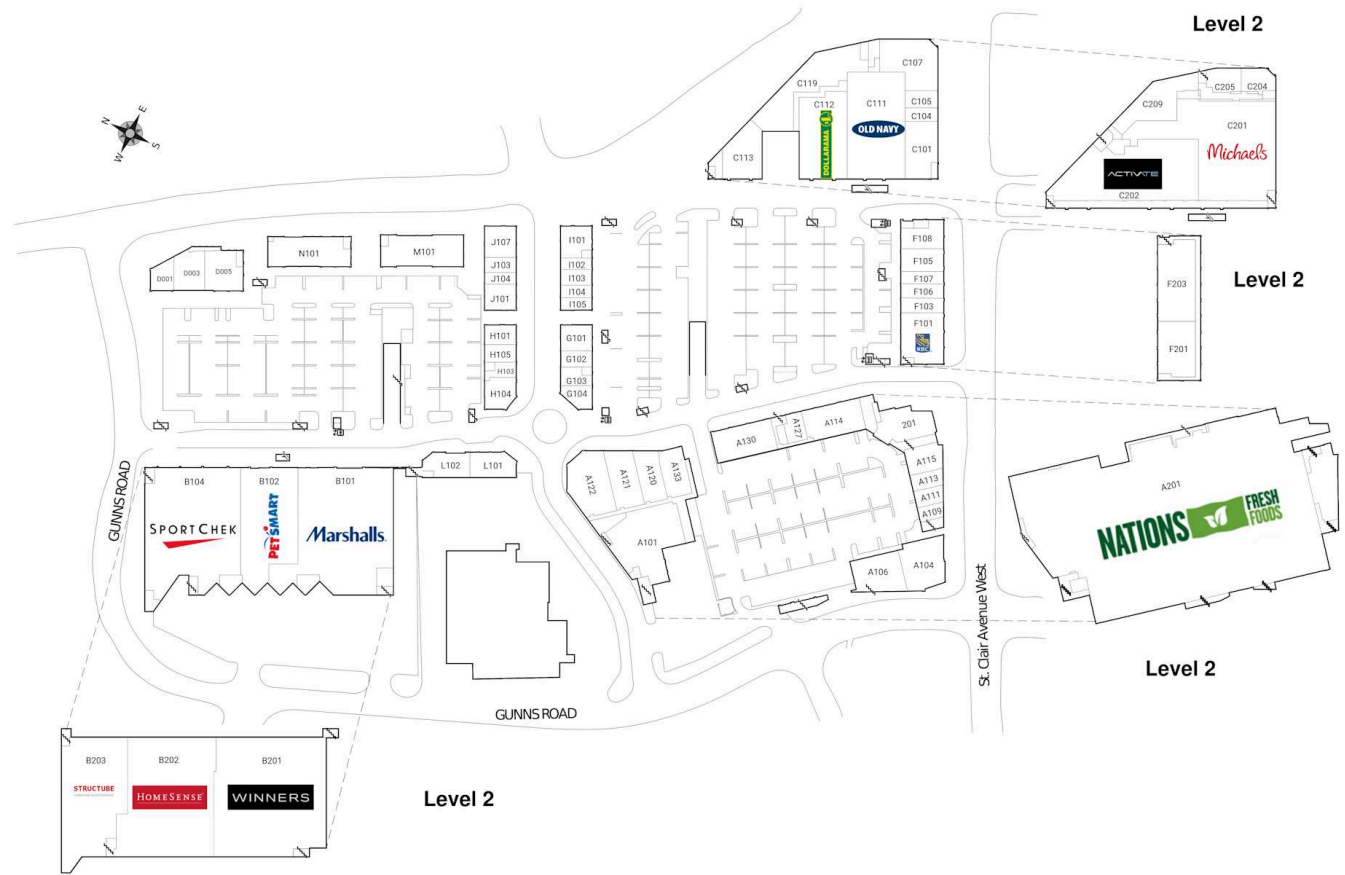 Level 2
C107
C119
C105
C112
C111
C104
C101
C113
DOLLARAMA
OLD NAVY
C205
C204
C209
C201
Michaels
ACTIVATE
C202
N
E
W
S
N101
M101
D001
D003
D005
J107
J103
J104
J101
I101
I102
I103
I104
I105
H101
H105
H103
H104
G101
G102
G103
G104
F108
F105
F107
F106
F103
F101
RBC
F203
F201
Level 2
A130
A127
A114
201
A115
A113
A111
A109
A104
A106
A122
A121
A120
A133
A101
L102
L101
B104
B102
B101
SPORTCHEK
PETSMART
Marshalls
GUNNS ROAD
GUNNS ROAD
St. Clair Avenue West
A201
NATIONS
FRESH
FOODS
Level 2
B203
B202
B201
STRUCTUBE
HOMESENSE
WINNERS
Level 2